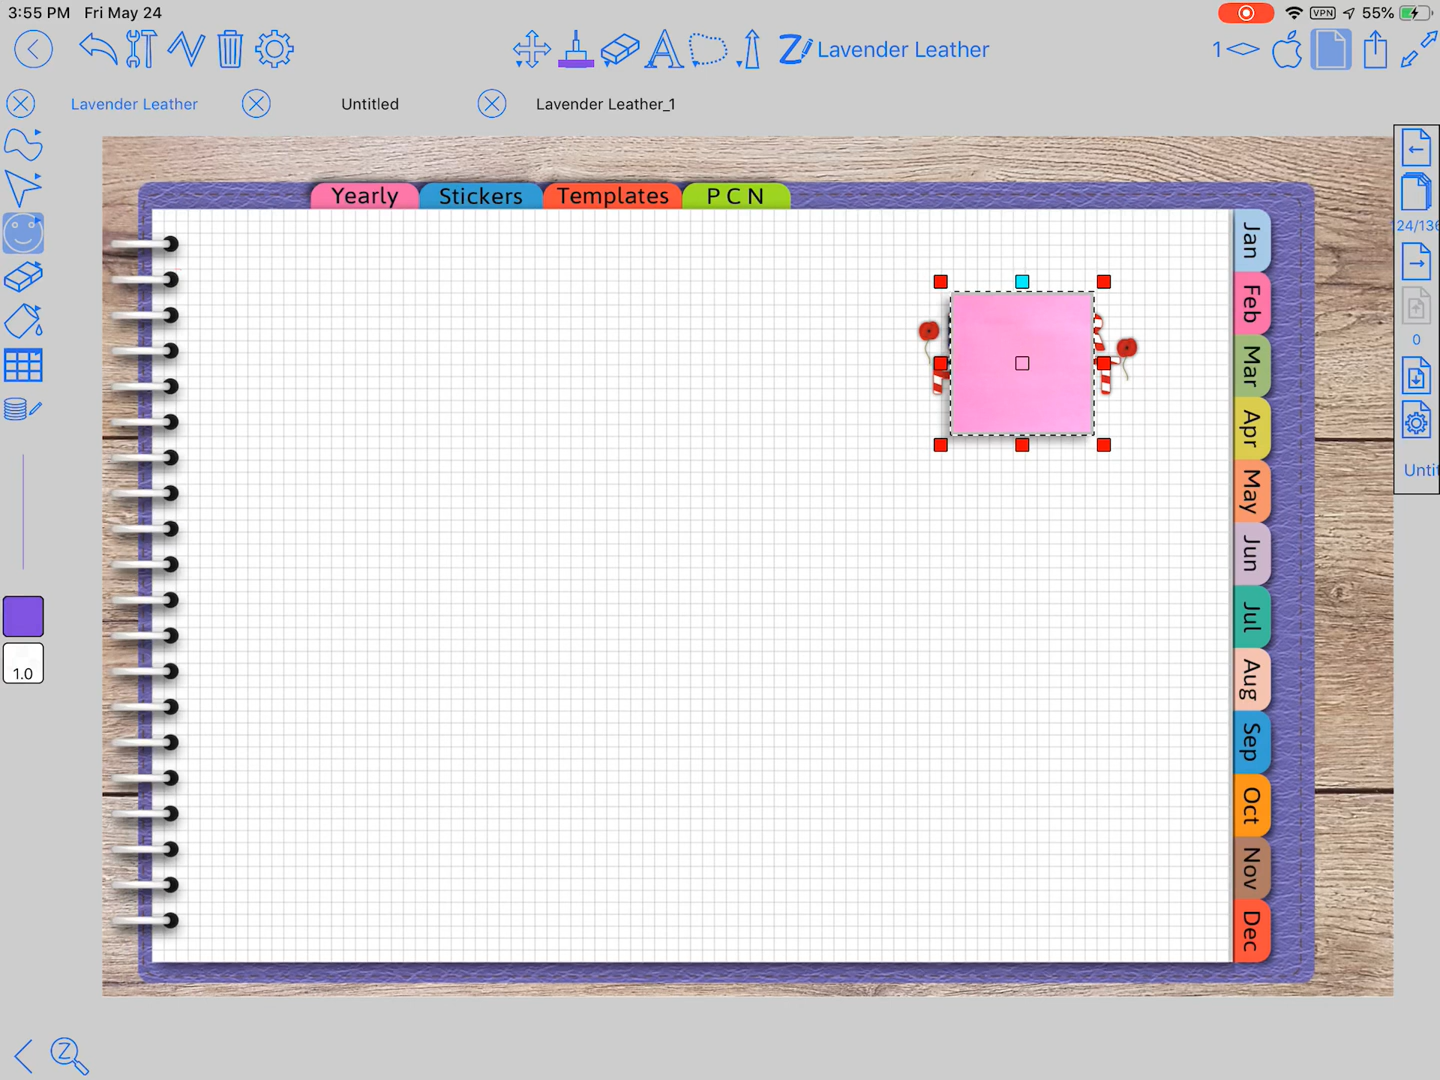 3:55 PM Fri May 24
VPN 55%
Lavender Leather
1
Lavender Leather
Untitled
Lavender Leather_1
Yearly
Stickers
Templates
P C N
24/136
0
Jan
Feb
Mar
Apr
May
Jun
Jul
Aug
Sep
Oct
Nov
Dec
1.0
Z